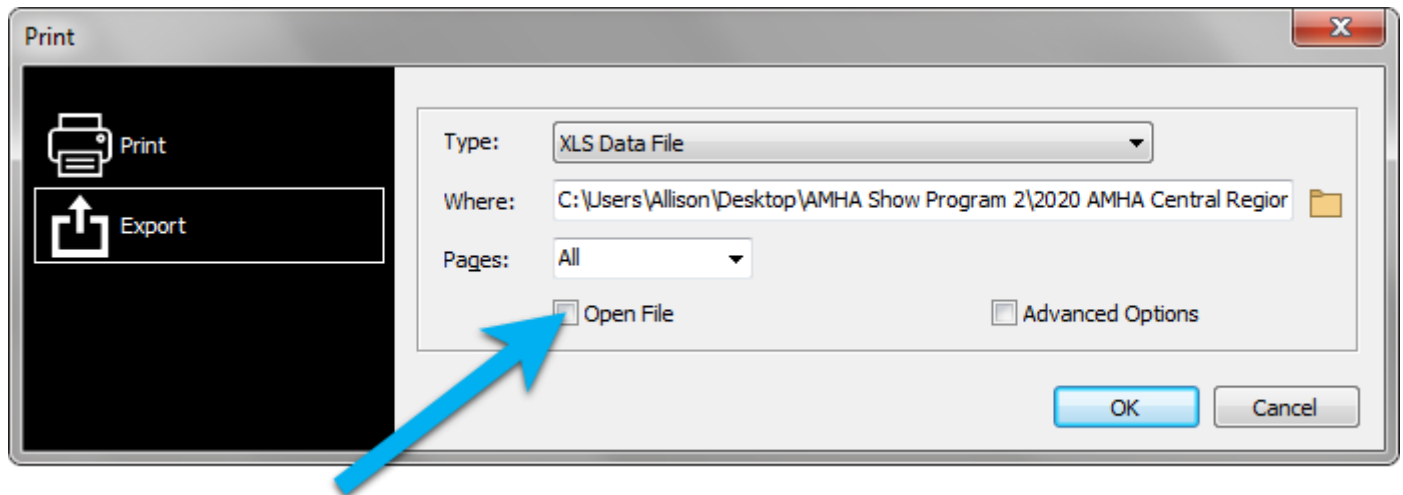 Print
Print
Export
Type: XLS Data File
Where: C:\Users\Allison\Desktop\AMHA Show Program 2\2020 AMHA Central Region
Pages: All
Open File Advanced Options
OK Cancel